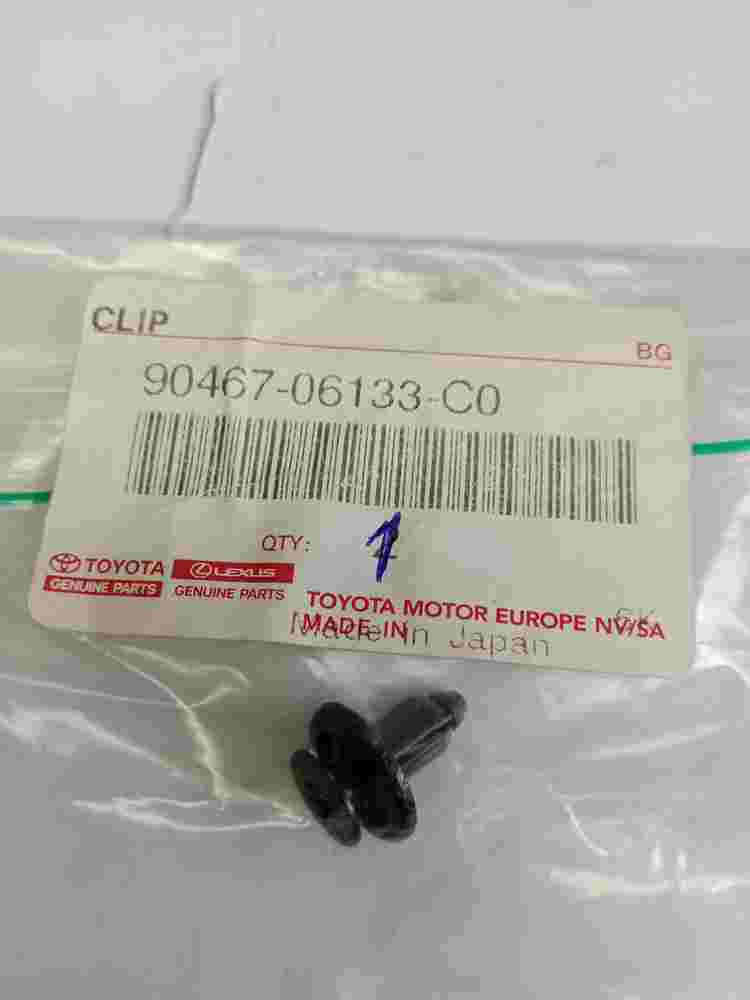 CLIP
BG
90467-06133-C0
QTY: 1
TOYOTA
GENUINE PARTS
LEXUS
GENUINE PARTS
TOYOTA MOTOR EUROPE NV/SA
MADE IN
Made in Japan